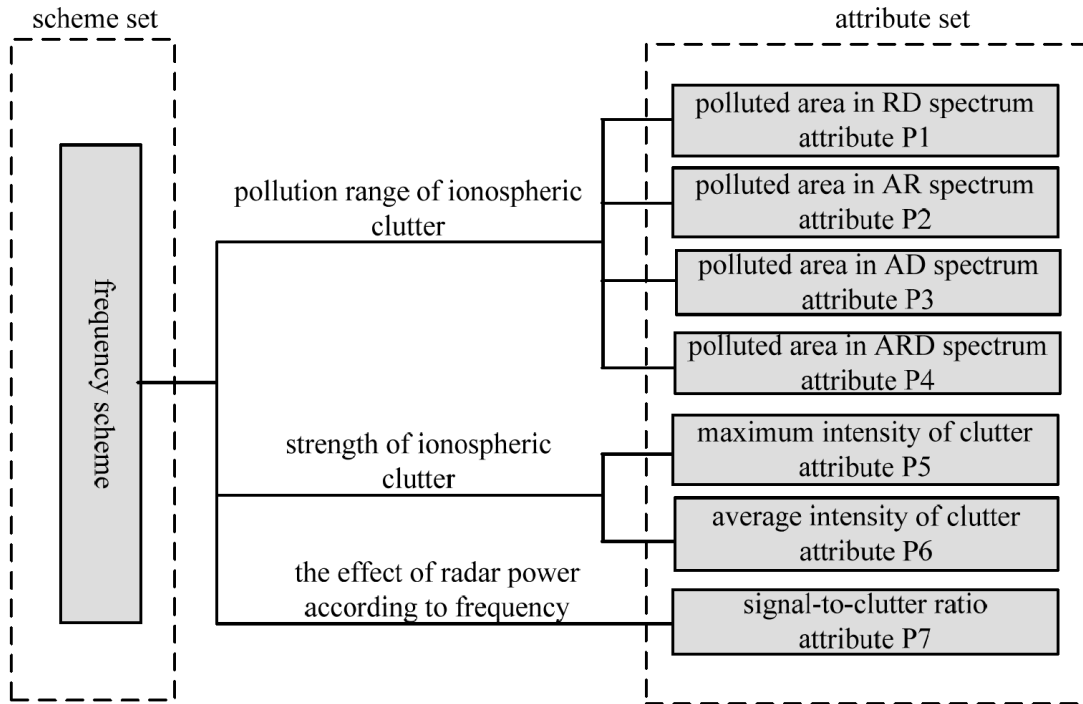 scheme set
attribute set
frequency scheme
pollution range of ionospheric
clutter
strength of ionospheric
clutter
the effect of radar power
according to frequency
polluted area in RD spectrum
attribute P1
polluted area in AR spectrum
attribute P2
polluted area in AD spectrum
attribute P3
polluted area in ARD spectrum
attribute P4
maximum intensity of clutter
attribute P5
average intensity of clutter
attribute P6
signal-to-clutter ratio
attribute P7